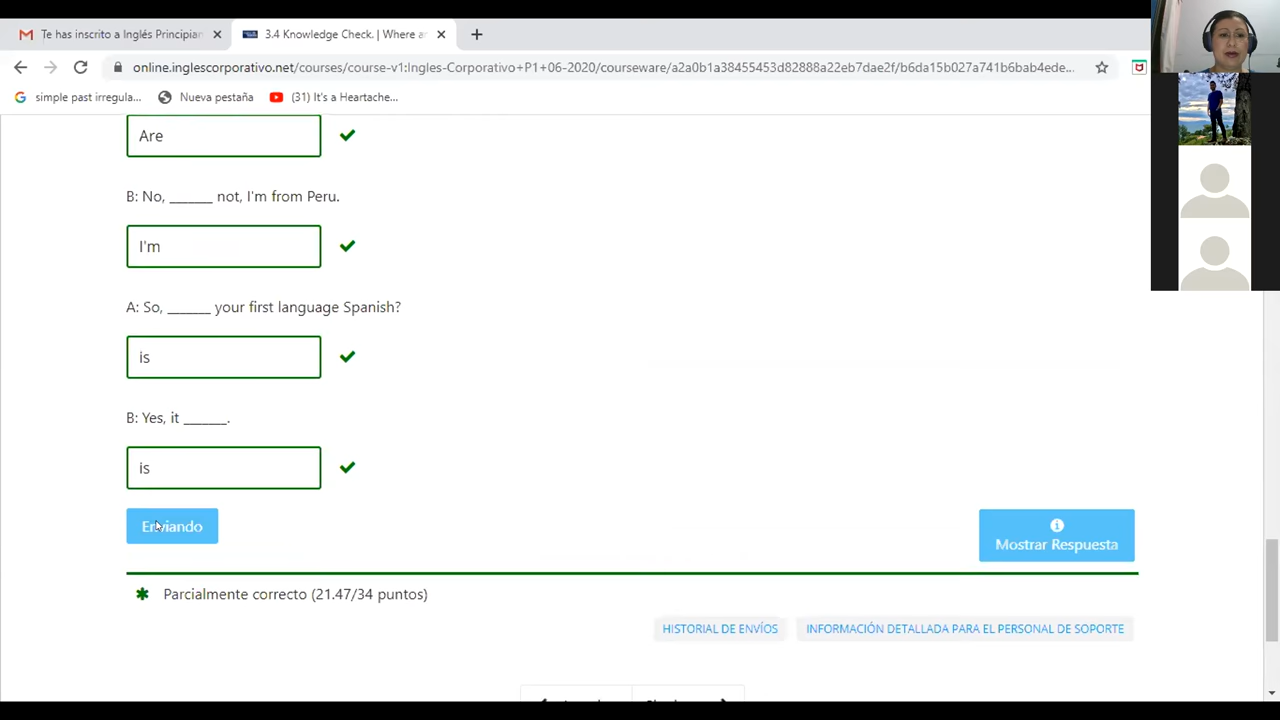 Te has inscrito a Inglés Principian
3.4 Knowledge Check. | Where a
online.inglescorporativo.net/courses/course-v1:Ingles-Corporativo+P1+06-2020/courseware/a2a0b1a38455453d82888a22eb7dae2f/b6da15b027a741b6bab4ede...
simple past irregula...
Nueva pestaña
(31) It's a Heartache...
Are
B: No, ______ not, I'm from Peru.
I'm
A: So, ______ your first language Spanish?
is
B: Yes, it ______.
is
Enviando
Mostrar Respuesta
Parcialmente correcto (21.47/34 puntos)
HISTORIAL DE ENVÍOS
INFORMACIÓN DETALLADA PARA EL PERSONAL DE SOPORTE